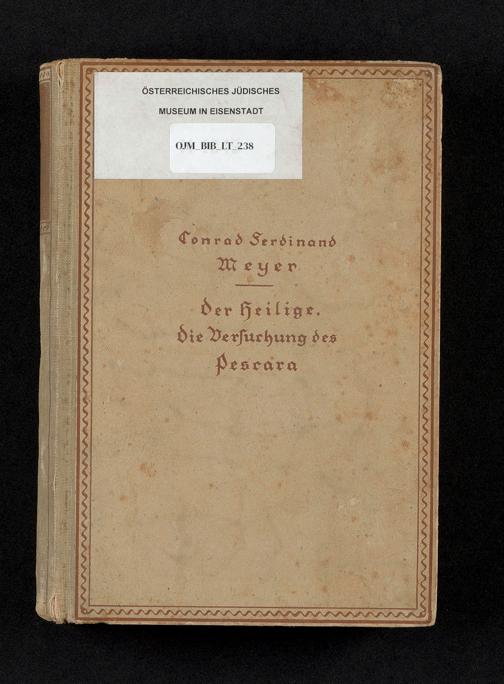 ÖSTERREICHISCHES JÜDISCHES
MUSEUM IN EISENSTADT
OJM_BIB_LT_238
Conrad Ferdinand
Meyer
Der Heilige.
Die Verſuchung des
Pescara